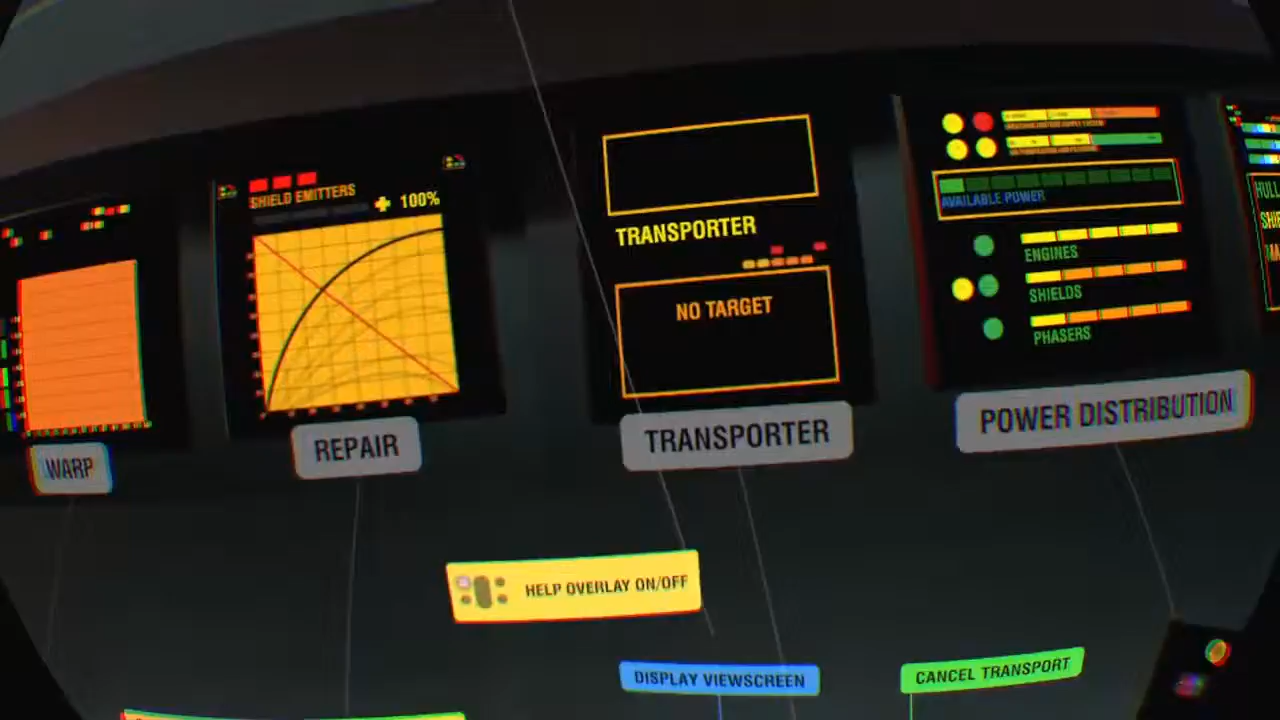 SHIELD EMITTERS
100%
TRANSPORTER
NO TARGET
AVAILABLE POWER
ENGINES
SHIELDS
PHASERS
WARP
REPAIR
TRANSPORTER
POWER DISTRIBUTION
HELP OVERLAY ON/OFF
DISPLAY VIEWSCREEN
CANCEL TRANSPORT